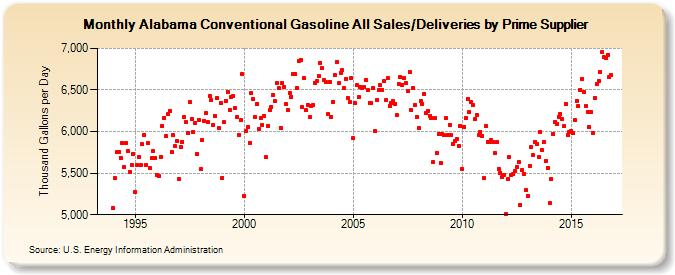 Monthly Alabama Conventional Gasoline All Sales/Deliveries by Prime Supplier
Thousand Gallons per Day
7,000
6,500
6,000
5,500
5,000
1995 2000 2005 2010 2015
Source: U.S. Energy Information Administration